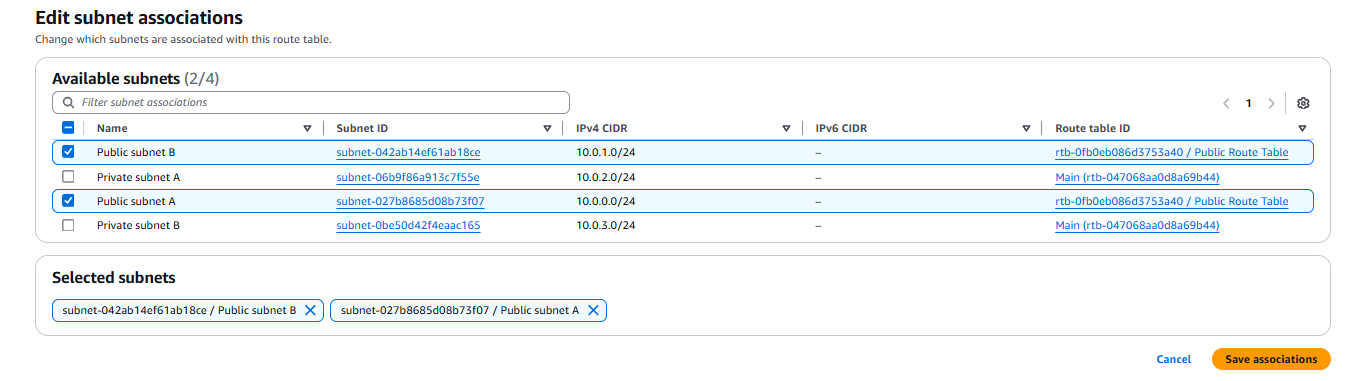 Edit subnet associations
Change which subnets are associated with this route table.
Available subnets (2/4)
Filter subnet associations
1
Name Subnet ID IPv4 CIDR IPv6 CIDR Route table ID
Public subnet B subnet-042ab14ef61ab18ce 10.0.1.0/24 – rtb-0fb0eb086d3753a40 / Public Route Table
Private subnet A subnet-06b9f86a913c7f55e 10.0.2.0/24 – Main (rtb-047068aa0d8a69b44)
Public subnet A subnet-027b8685d08b73f07 10.0.0.0/24 – rtb-0fb0eb086d3753a40 / Public Route Table
Private subnet B subnet-0be50d42f4eaac165 10.0.3.0/24 – Main (rtb-047068aa0d8a69b44)
Selected subnets
subnet-042ab14ef61ab18ce / Public subnet B subnet-027b8685d08b73f07 / Public subnet A
Cancel Save associations